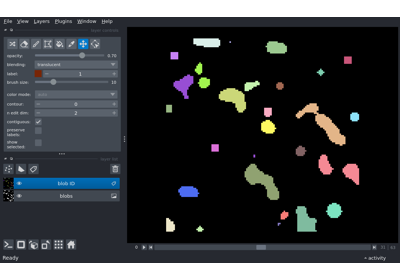 File View Layers Plugins Window Help
opacity: 0.70
blending: translucent
label: 1
brush size: 10
color mode:
contour: 0
n edit dim: 2
contiguous:
preserve labels:
show selected:
blob ID
blobs
0
Ready
activity